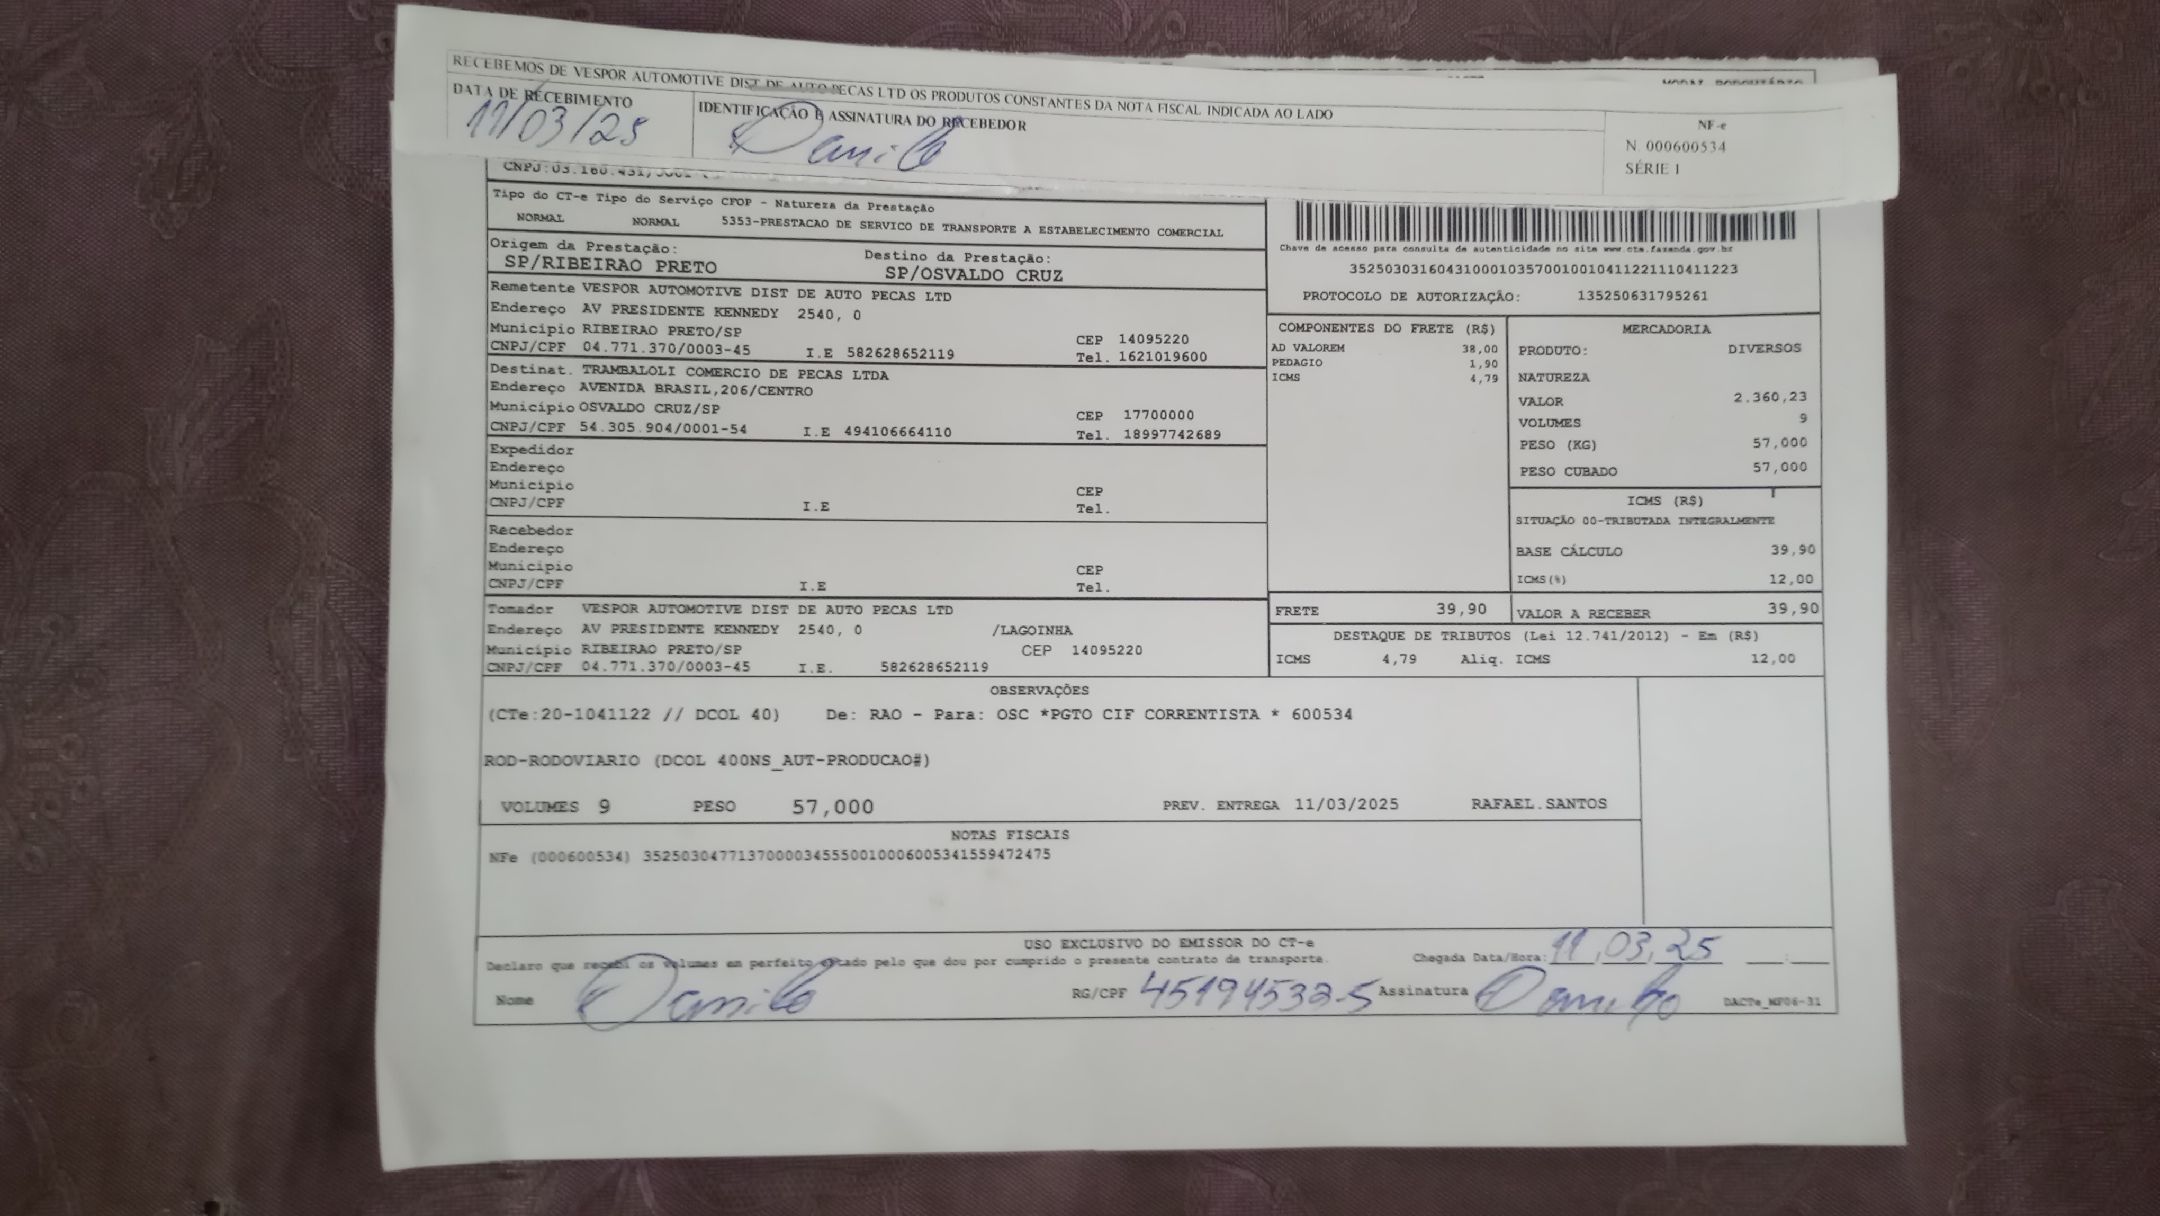 RECEBEMOS DE VESPOR AUTOMOTIVE DIST DE AUTO PECAS LTD OS PRODUTOS CONSTANTES DA NOTA FISCAL INDICADA AO LADO
DATA DE RECEBIMENTO
11/03/25
IDENTIFICAÇÃO E ASSINATURA DO RECEBEDOR
Danilo
NF-e
N. 000600534
SÉRIE 1
Tipo do CT-e Tipo do Serviço CFOP - Natureza da Prestação
NORMAL NORMAL 5353-PRESTACAO DE SERVICO DE TRANSPORTE A ESTABELECIMENTO COMERCIAL
Origem da Prestação: Destino da Prestação:
SP/RIBEIRAO PRETO SP/OSVALDO CRUZ
Chave de acesso para consulta de autenticidade no site www.cte.fazenda.gov.br
35250303160431000103570010010411221110411223
PROTOCOLO DE AUTORIZAÇÃO: 135250631795261
Remetente VESPOR AUTOMOTIVE DIST DE AUTO PECAS LTD
Endereço AV PRESIDENTE KENNEDY 2540, 0
Município RIBEIRAO PRETO/SP CEP 14095220
CNPJ/CPF 04.771.370/0003-45 I.E 582628652119 Tel. 1621019600
Destinat. TRAMBALOLI COMERCIO DE PECAS LTDA
Endereço AVENIDA BRASIL,206/CENTRO
Município OSVALDO CRUZ/SP CEP 17700000
CNPJ/CPF 54.305.904/0001-54 I.E 494106664110 Tel. 18997742689
Expedidor
Endereço
Município CEP
CNPJ/CPF I.E Tel.
Recebedor
Endereço
Município CEP
CNPJ/CPF I.E Tel.
Tomador VESPOR AUTOMOTIVE DIST DE AUTO PECAS LTD
Endereço AV PRESIDENTE KENNEDY 2540, 0 /LAGOINHA
Município RIBEIRAO PRETO/SP CEP 14095220
CNPJ/CPF 04.771.370/0003-45 I.E. 582628652119
COMPONENTES DO FRETE (R$)
AD VALOREM 38,00
PEDAGIO 1,90
ICMS 4,79
MERCADORIA
PRODUTO: DIVERSOS
NATUREZA
VALOR 2.360,23
VOLUMES 9
PESO (KG) 57,000
PESO CUBADO 57,000
ICMS (R$)
SITUAÇÃO 00-TRIBUTADA INTEGRALMENTE
BASE CÁLCULO 39,90
ICMS(%) 12,00
FRETE 39,90 VALOR A RECEBER 39,90
DESTAQUE DE TRIBUTOS (Lei 12.741/2012) - Em (R$)
ICMS 4,79 Aliq. ICMS 12,00
OBSERVAÇÕES
(CTe:20-1041122 // DCOL 40) De: RAO - Para: OSC *PGTO CIF CORRENTISTA * 600534
ROD-RODOVIARIO (DCOL 400NS_AUT-PRODUCAO#)
VOLUMES 9 PESO 57,000 PREV. ENTREGA 11/03/2025 RAFAEL.SANTOS
NOTAS FISCAIS
NFe (000600534) 35250304771370000345550010006005341559472475
USO EXCLUSIVO DO EMISSOR DO CT-e
Declaro que recebi os volumes em perfeito estado pelo que dou por cumprido o presente contrato de transporte. Chegada Data/Hora: 11,03,25
Nome Danilo RG/CPF 45194533-5 Assinatura Danilo DACTe_MF06-31